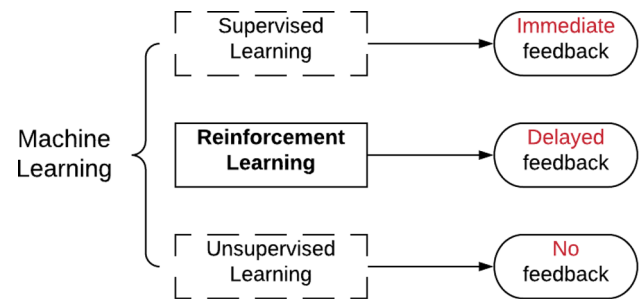 Machine
Learning
Supervised
Learning
Immediate
feedback
Reinforcement
Learning
Delayed
feedback
Unsupervised
Learning
No
feedback